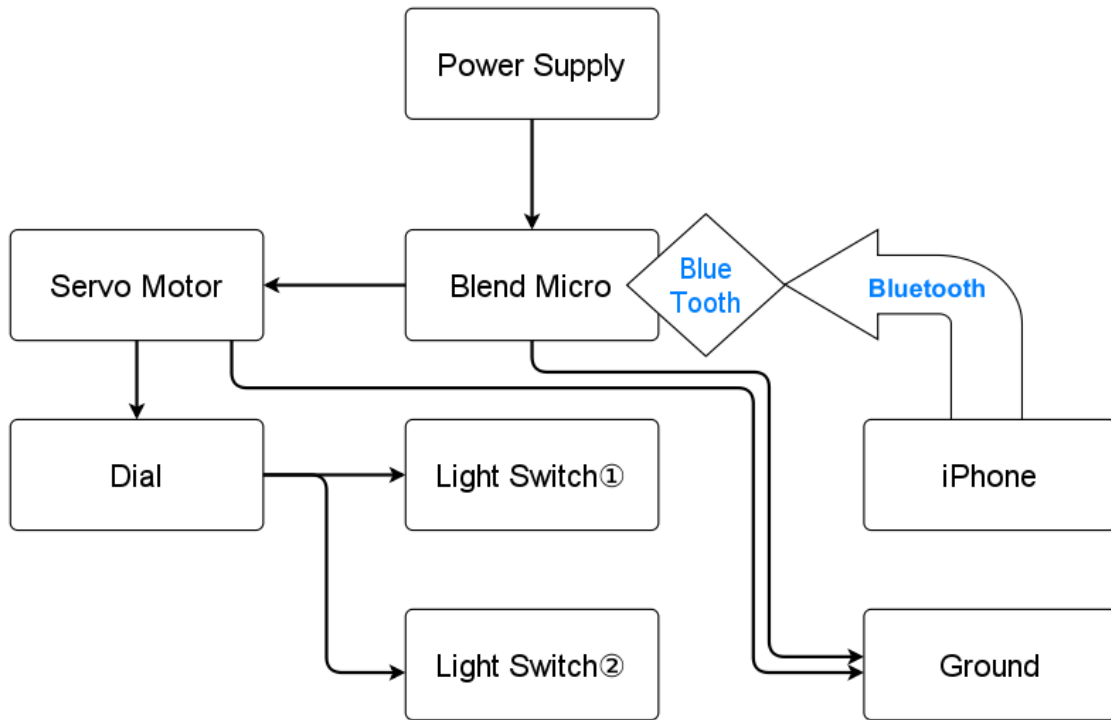 Power Supply
Servo Motor
Blend Micro
Blue
Tooth
Bluetooth
Dial
Light Switch①
iPhone
Light Switch②
Ground